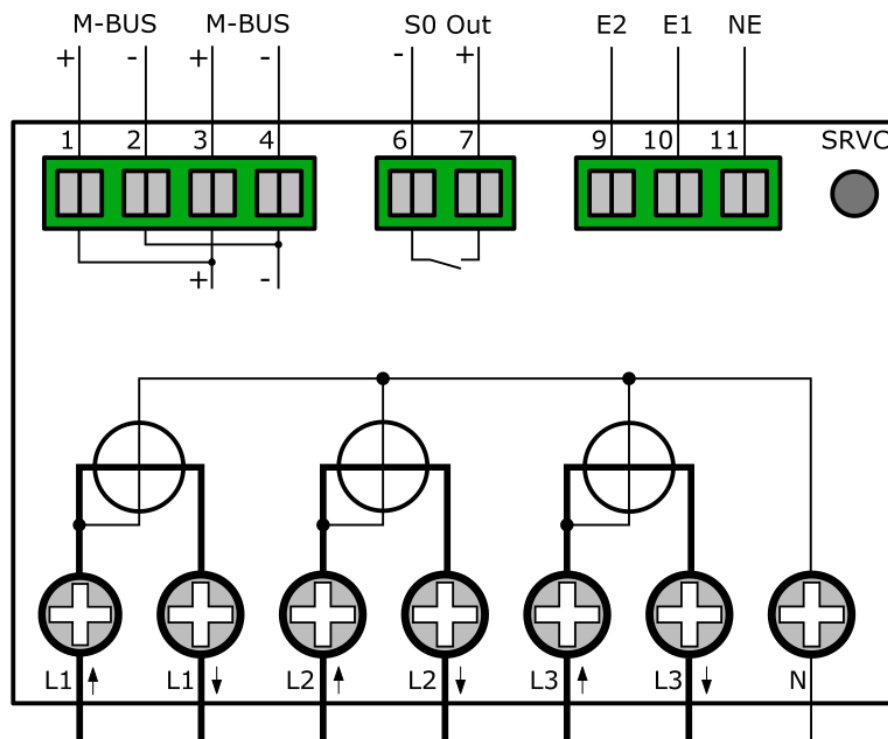 M-BUS M-BUS S0 Out E2 E1 NE
+ - + - - +
1 2 3 4 6 7 9 10 11 SRVC
+ -
L1 L1 L2 L2 L3 L3 N